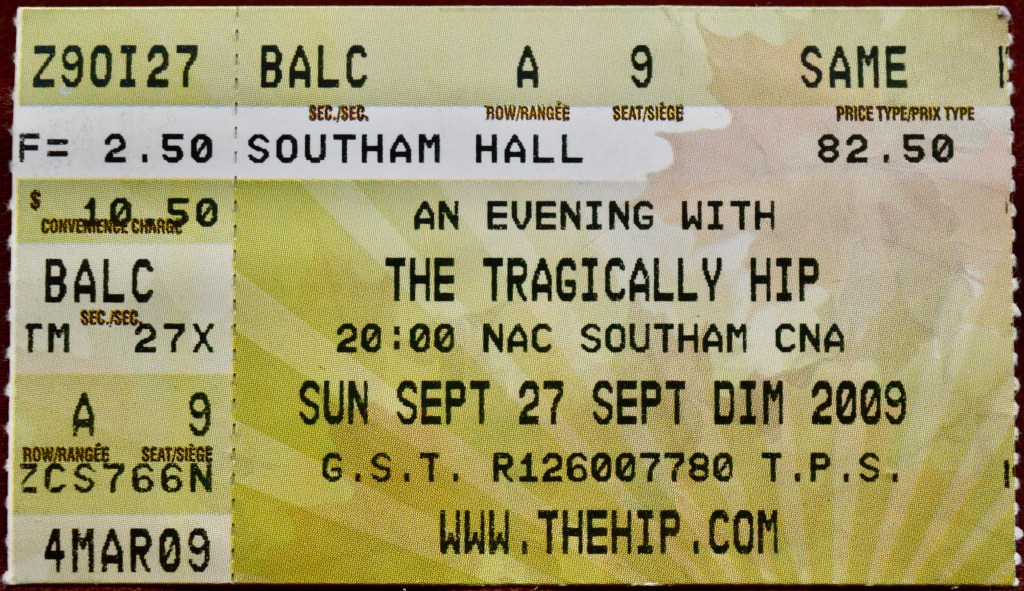 Z90I27 BALC A 9 SAME
SEC./SEC. ROW/RANGÉE SEAT/SIÈGE PRICE TYPE/PRIX TYPE
F= 2.50 SOUTHAM HALL 82.50
$ 10.50 AN EVENING WITH
CONVENIENCE CHARGE
BALC THE TRAGICALLY HIP
SEC./SEC.
TM 27X 20:00 NAC SOUTHAM CNA
A 9 SUN SEPT 27 SEPT DIM 2009
ROW/RANGÉE SEAT/SIÈGE
ZCS766N G.S.T. R126007780 T.P.S.
4MAR09 WWW.THEHIP.COM